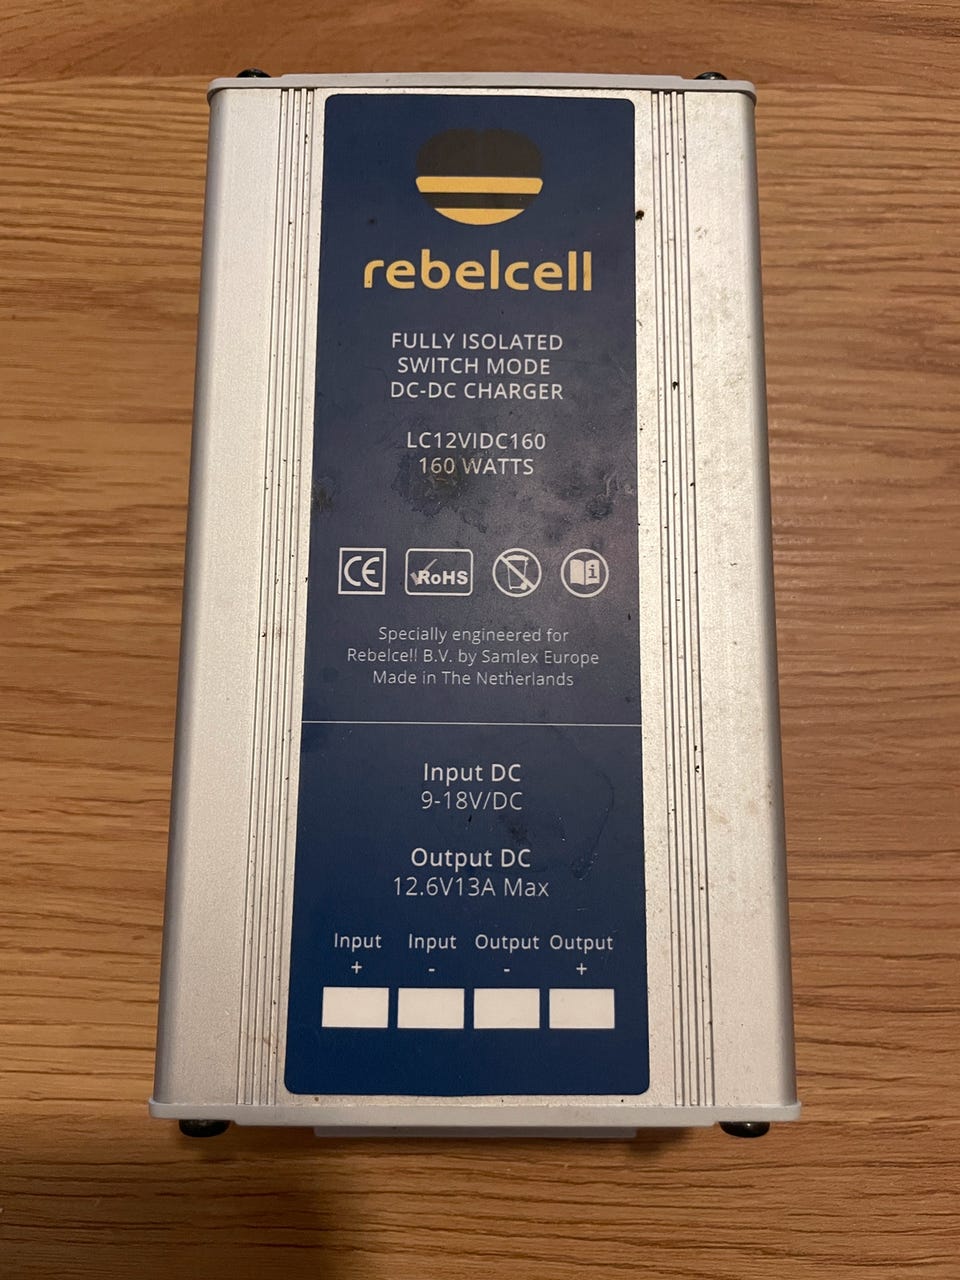 rebelcell
FULLY ISOLATED
SWITCH MODE
DC-DC CHARGER
LC12VIDC160
160 WATTS
CE
RoHS
i
Specially engineered for
Rebelcell B.V. by Samlex Europe
Made in The Netherlands
Input DC
9-18V/DC
Output DC
12.6V13A Max
Input Input Output Output
+ - - +